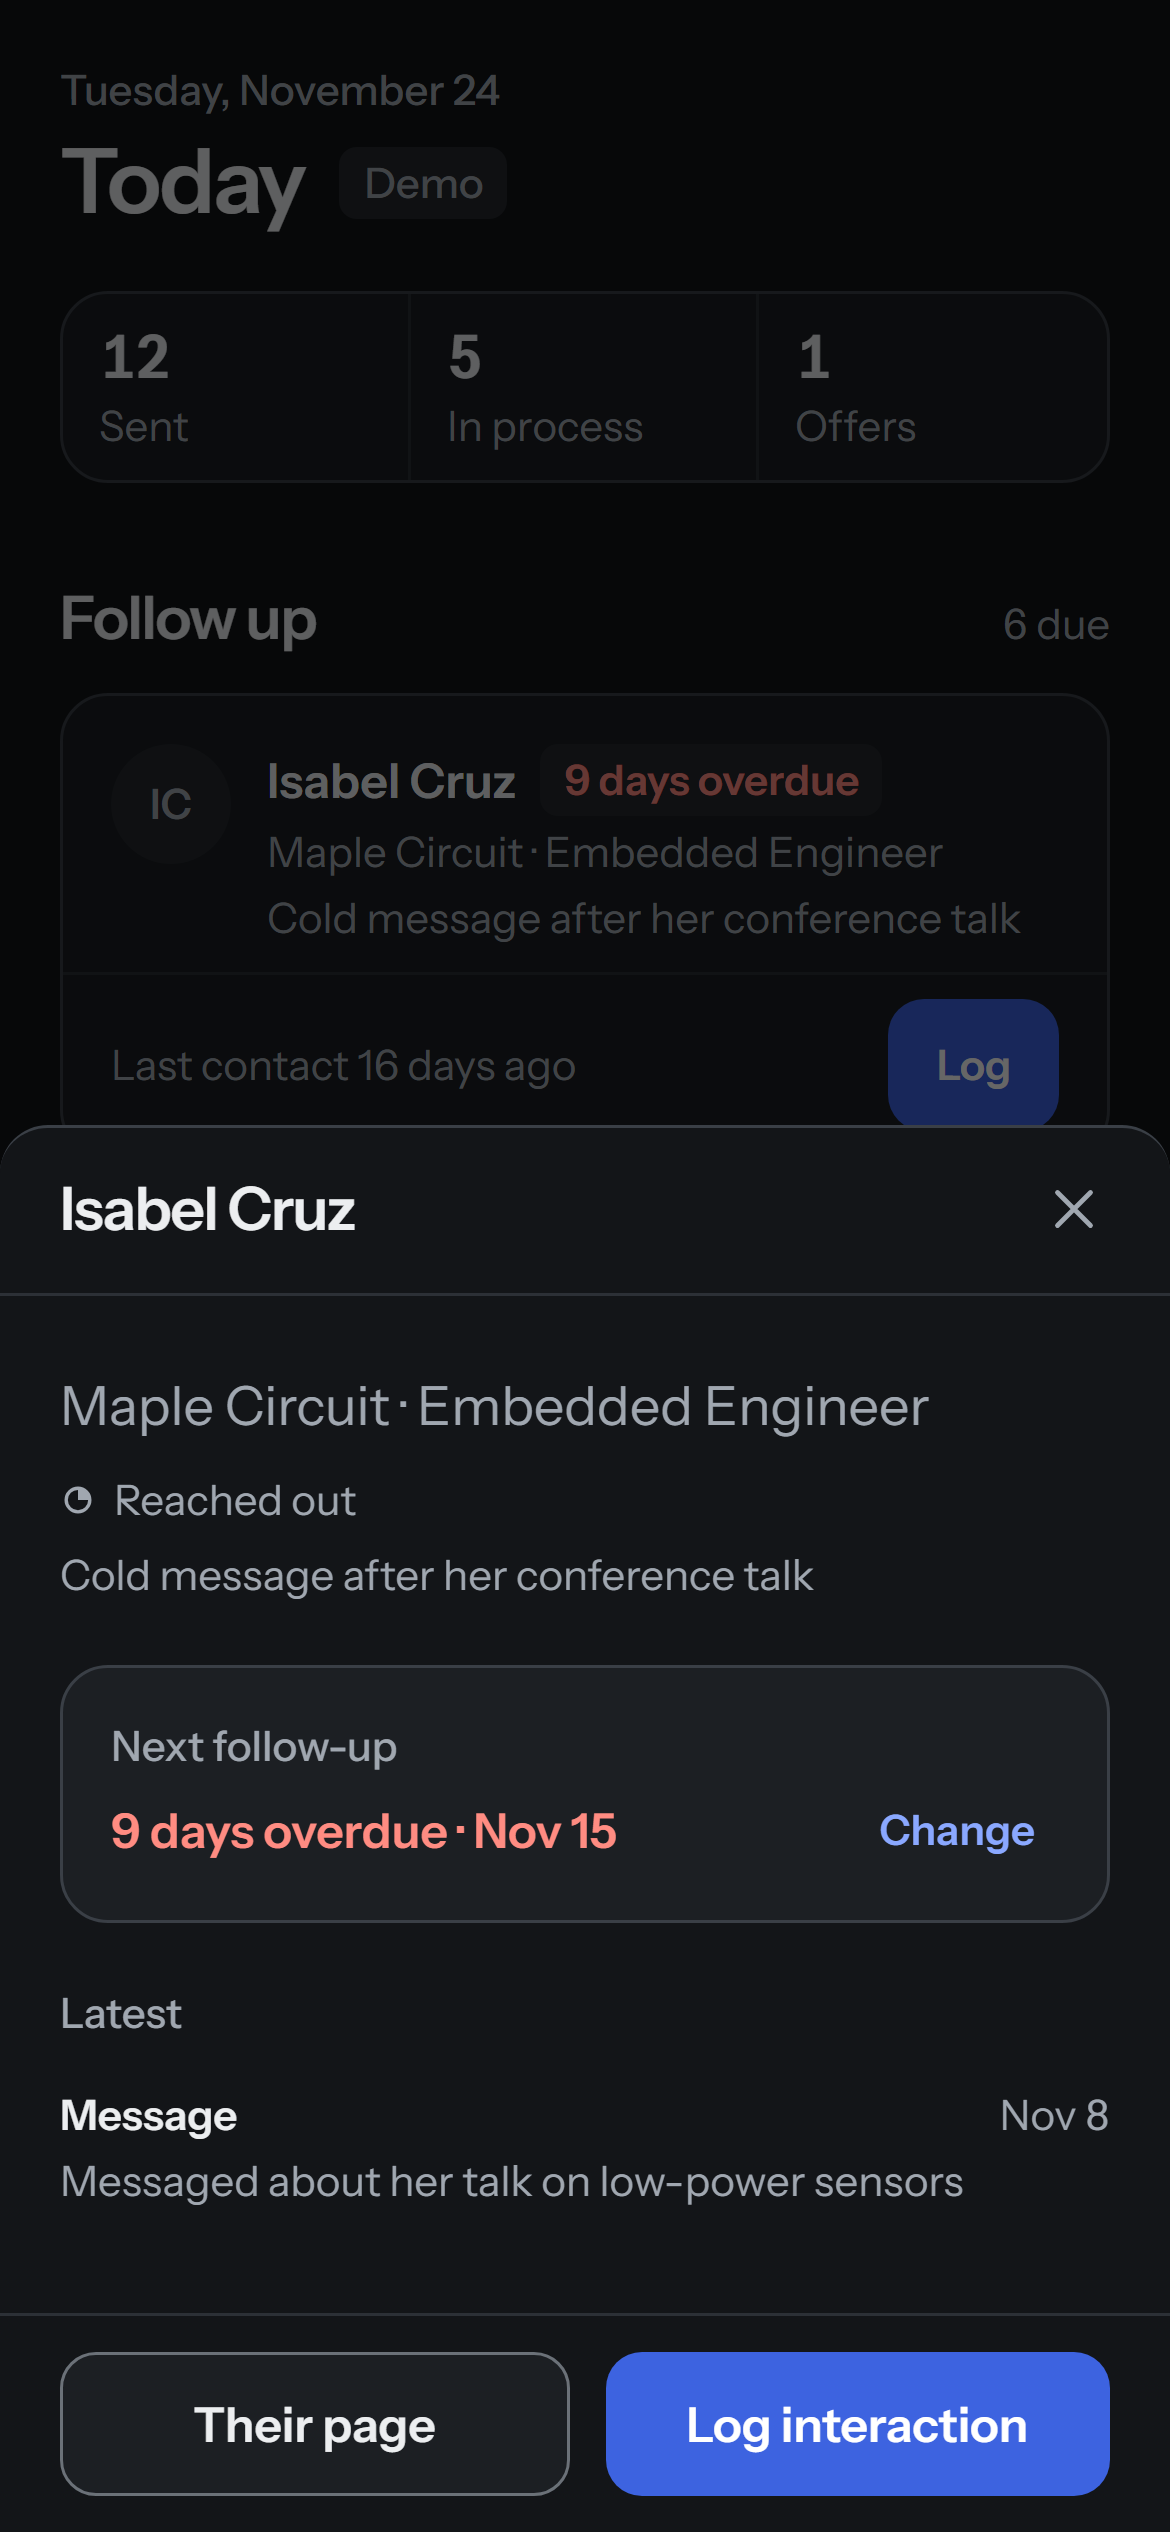 Tuesday, November 24
Today
Demo
12
Sent
5
In process
1
Offers
Follow up
6 due
IC
Isabel Cruz
9 days overdue
Maple Circuit · Embedded Engineer
Cold message after her conference talk
Last contact 16 days ago
Log
Isabel Cruz
Maple Circuit · Embedded Engineer
Reached out
Cold message after her conference talk
Next follow-up
9 days overdue · Nov 15
Change
Latest
Message
Nov 8
Messaged about her talk on low-power sensors
Their page
Log interaction